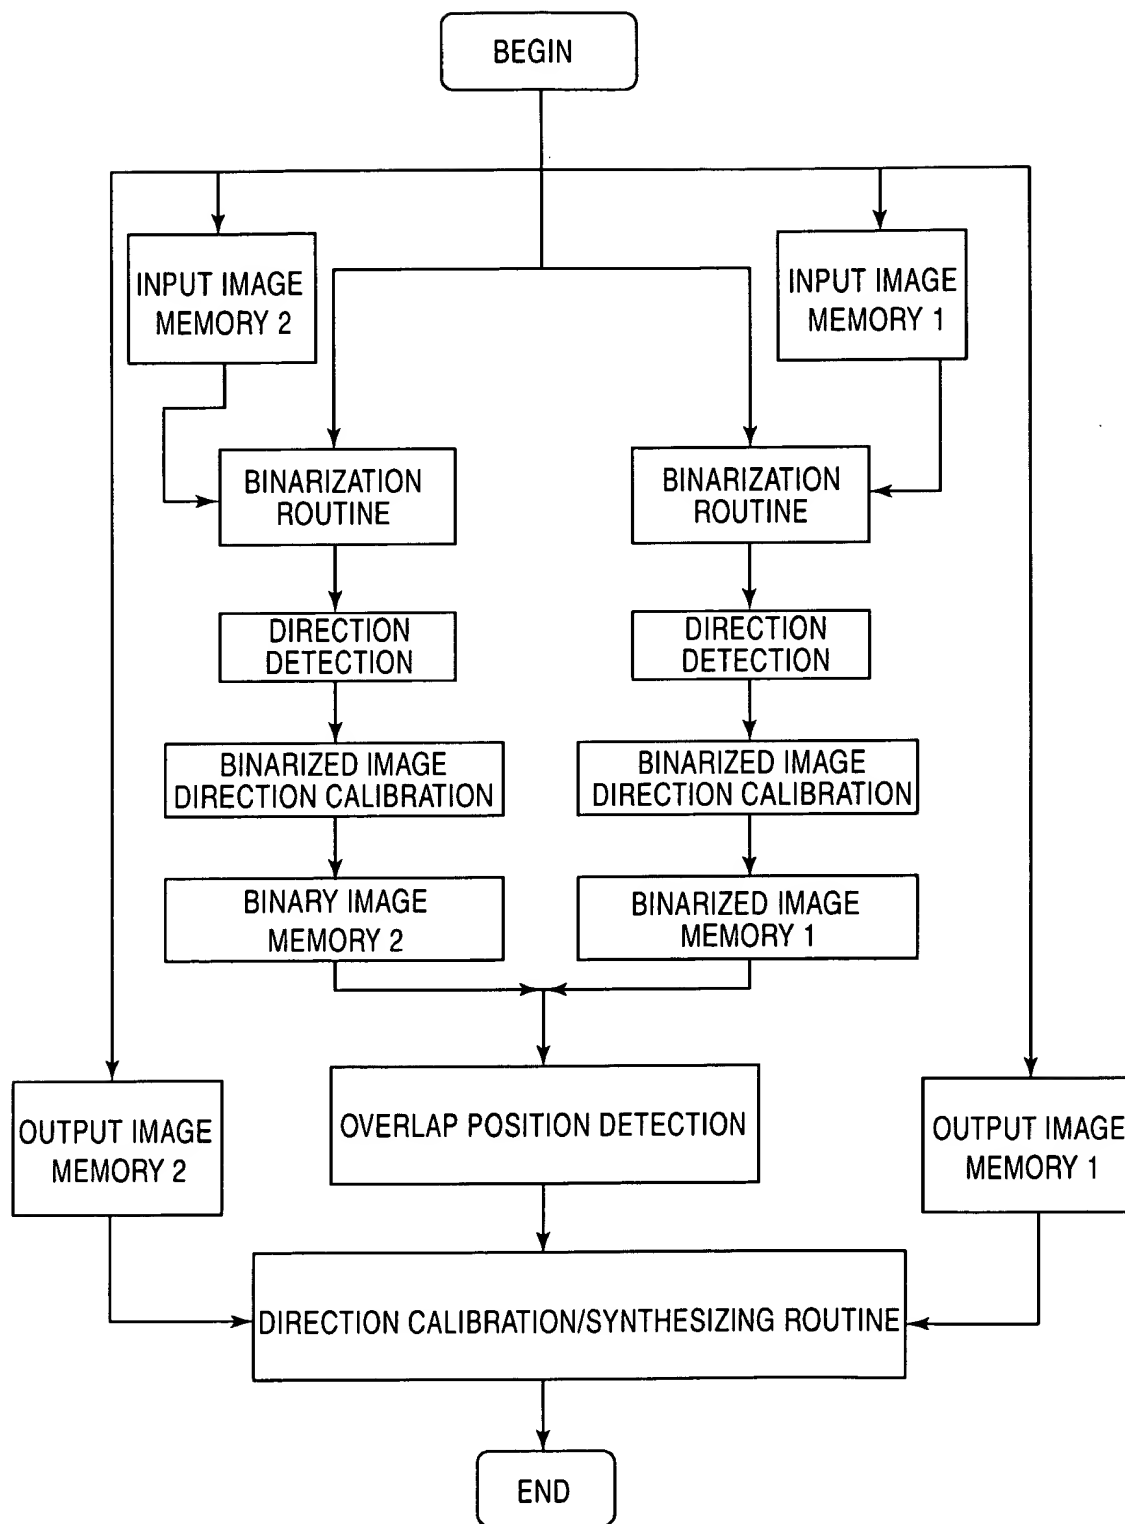 BEGIN
INPUT IMAGE
MEMORY 2
INPUT IMAGE
MEMORY 1
BINARIZATION
ROUTINE
BINARIZATION
ROUTINE
DIRECTION
DETECTION
DIRECTION
DETECTION
BINARIZED IMAGE
DIRECTION CALIBRATION
BINARIZED IMAGE
DIRECTION CALIBRATION
BINARY IMAGE
MEMORY 2
BINARIZED IMAGE
MEMORY 1
OUTPUT IMAGE
MEMORY 2
OVERLAP POSITION DETECTION
OUTPUT IMAGE
MEMORY 1
DIRECTION CALIBRATION/SYNTHESIZING ROUTINE
END